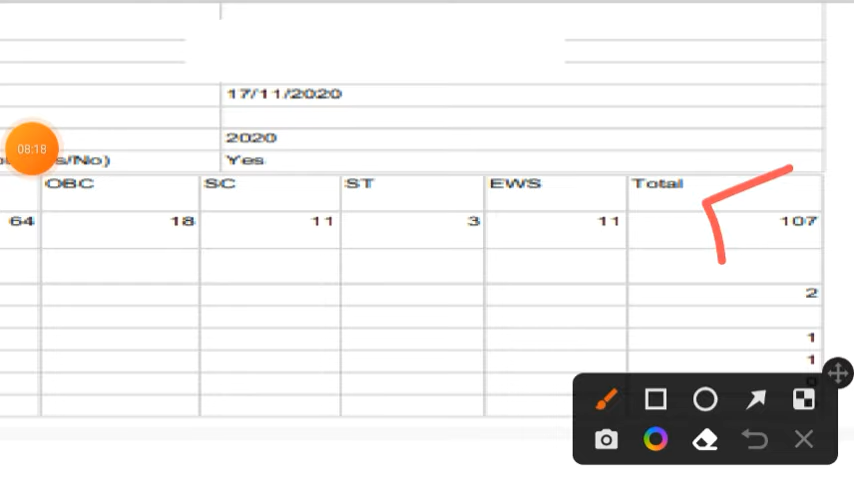 17/11/2020
2020
s/No) Yes
OBC SC ST EWS Total
64 18 11 3 11 107
2
1
1
08:18